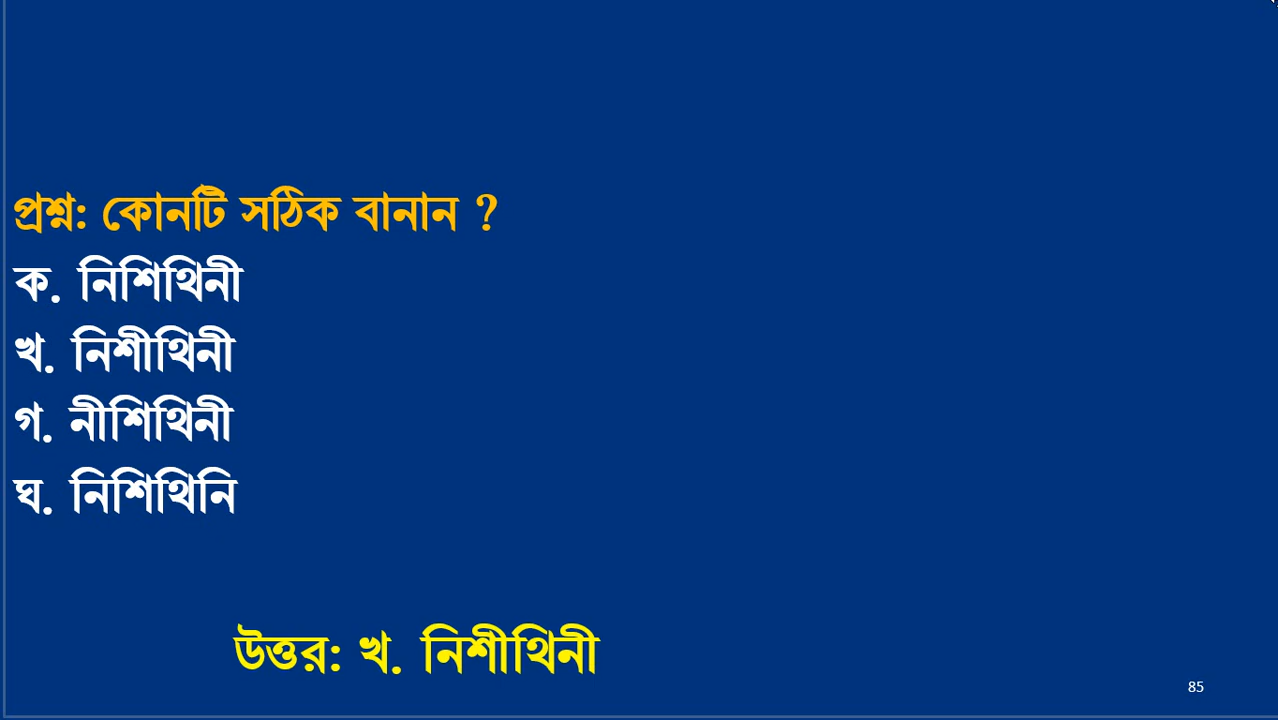 প্রশ্ন: কোনটি সঠিক বানান ?
ক. নিশিথিনী
খ. নিশীথিনী
গ. নীশিথিনী
ঘ. নিশিথিনি
উত্তর: খ. নিশীথিনী
85